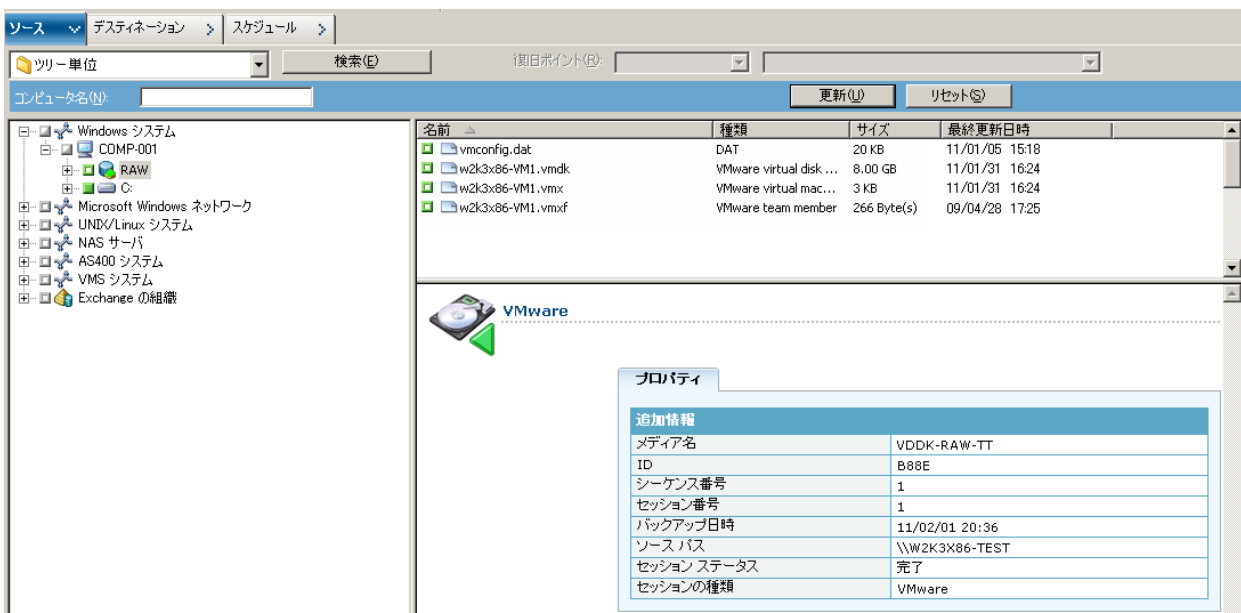 ソース デスティネーション スケジュール
ツリー単位 検索(E) 復旧ポイント(R):
コンピュータ名(N): 更新(U) リセット(S)
Windows システム
COMP-001
RAW
C:
Microsoft Windows ネットワーク
UNIX/Linux システム
NAS サーバ
AS400 システム
VMS システム
Exchange の組織
名前 種類 サイズ 最終更新日時
vmconfig.dat DAT 20 KB 11/01/05 15:18
w2k3x86-VM1.vmdk VMware virtual disk ... 8.00 GB 11/01/31 16:24
w2k3x86-VM1.vmx VMware virtual mac... 3 KB 11/01/31 16:24
w2k3x86-VM1.vmxf VMware team member 266 Byte(s) 09/04/28 17:25
VMware
プロパティ
追加情報
メディア名 VDDK-RAW-TT
ID B88E
シーケンス番号 1
セッション番号 1
バックアップ日時 11/02/01 20:36
ソース パス \\W2K3X86-TEST
セッション ステータス 完了
セッションの種類 VMware